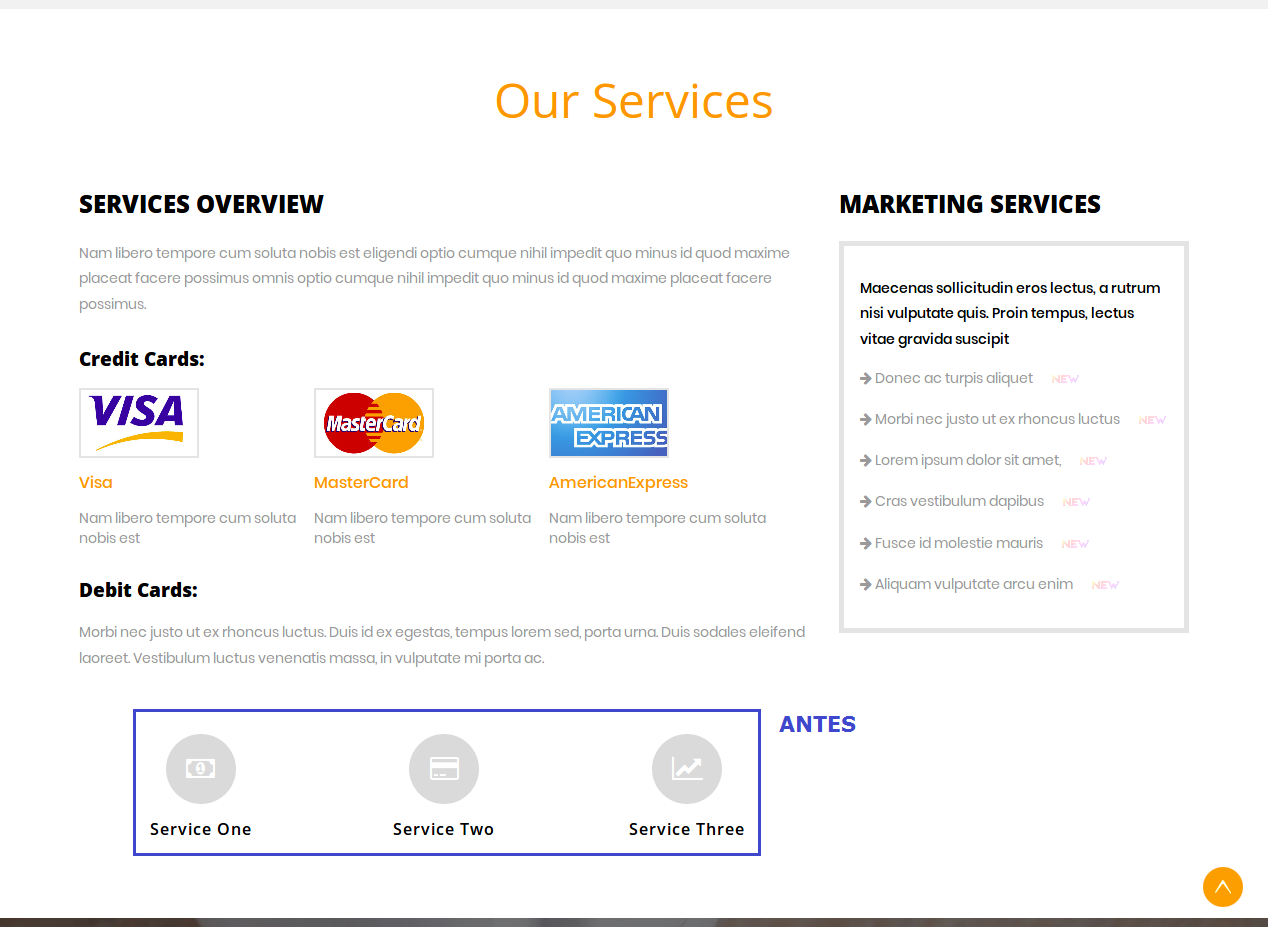 Our Services
SERVICES OVERVIEW
Nam libero tempore cum soluta nobis est eligendi optio cumque nihil impedit quo minus id quod maxime
placeat facere possimus omnis optio cumque nihil impedit quo minus id quod maxime placeat facere
possimus.
Credit Cards:
VISA
MasterCard
AMERICAN
EXPRESS
Visa
MasterCard
AmericanExpress
Nam libero tempore cum soluta
nobis est
Nam libero tempore cum soluta
nobis est
Nam libero tempore cum soluta
nobis est
Debit Cards:
Morbi nec justo ut ex rhoncus luctus. Duis id ex egestas, tempus lorem sed, porta urna. Duis sodales eleifend
laoreet. Vestibulum luctus venenatis massa, in vulputate mi porta ac.
1
Service One
Service Two
Service Three
ANTES
MARKETING SERVICES
Maecenas sollicitudin eros lectus, a rutrum
nisi vulputate quis. Proin tempus, lectus
vitae gravida suscipit
Donec ac turpis aliquet NEW
Morbi nec justo ut ex rhoncus luctus NEW
Lorem ipsum dolor sit amet, NEW
Cras vestibulum dapibus NEW
Fusce id molestie mauris NEW
Aliquam vulputate arcu enim NEW